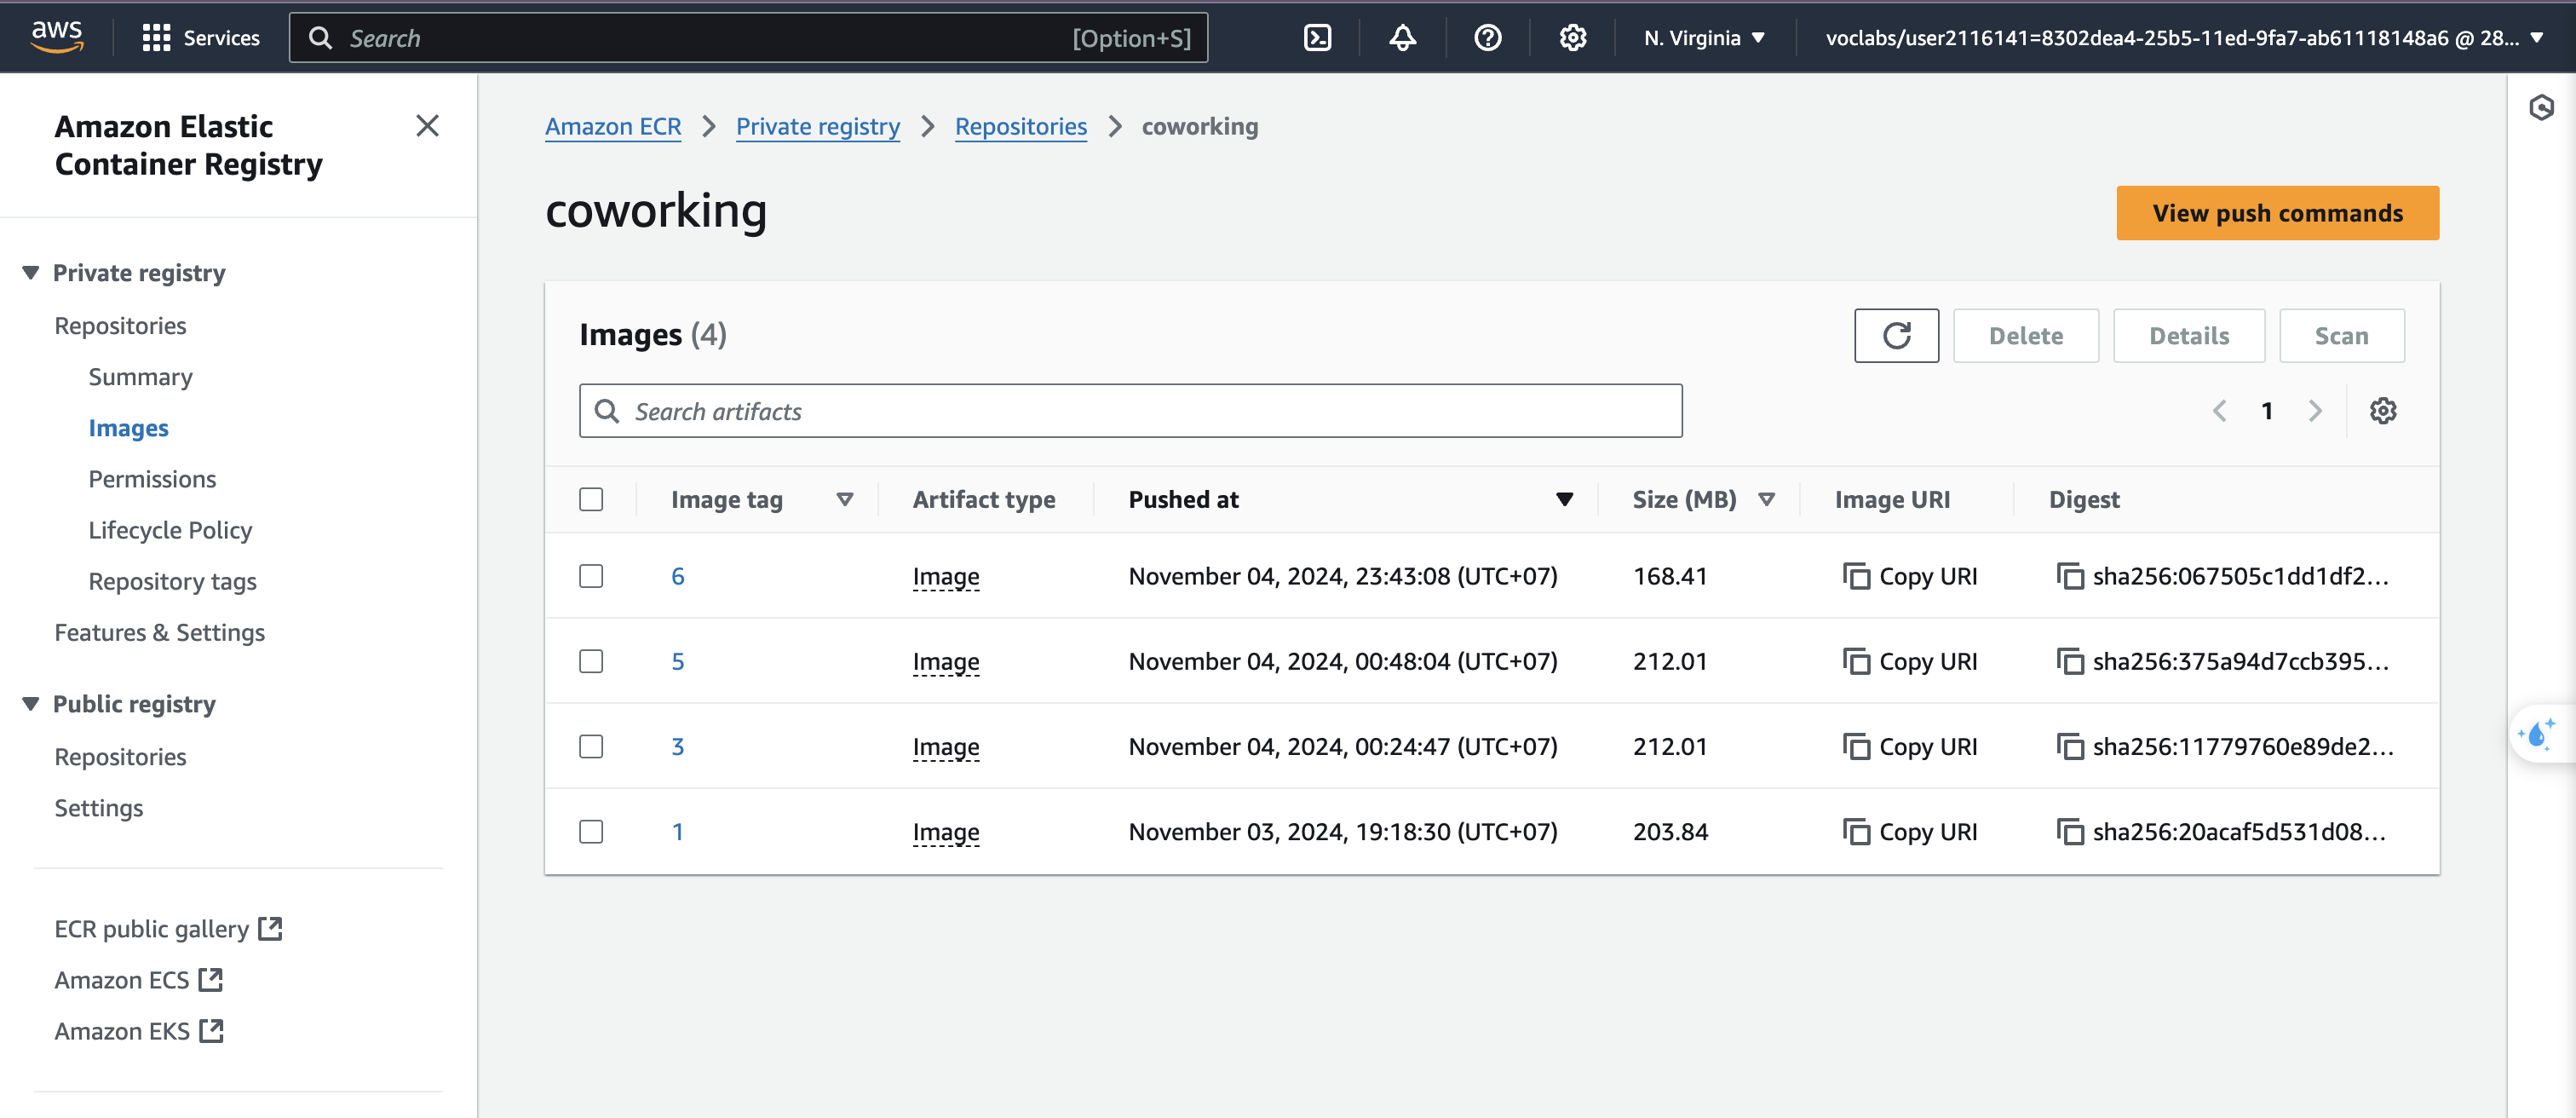 aws Services Search [Option+S] N. Virginia voclabs/user2116141=8302dea4-25b5-11ed-9fa7-ab61118148a6 @ 28...
Amazon Elastic
Container Registry
Private registry
Repositories
Summary
Images
Permissions
Lifecycle Policy
Repository tags
Features & Settings
Public registry
Repositories
Settings
ECR public gallery
Amazon ECS
Amazon EKS
Amazon ECR Private registry Repositories coworking
coworking
View push commands
Images (4)
Delete Details Scan
Search artifacts
1
Image tag Artifact type Pushed at Size (MB) Image URI Digest
6 Image November 04, 2024, 23:43:08 (UTC+07) 168.41 Copy URI sha256:067505c1dd1df2...
5 Image November 04, 2024, 00:48:04 (UTC+07) 212.01 Copy URI sha256:375a94d7ccb395...
3 Image November 04, 2024, 00:24:47 (UTC+07) 212.01 Copy URI sha256:11779760e89de2...
1 Image November 03, 2024, 19:18:30 (UTC+07) 203.84 Copy URI sha256:20acaf5d531d08...